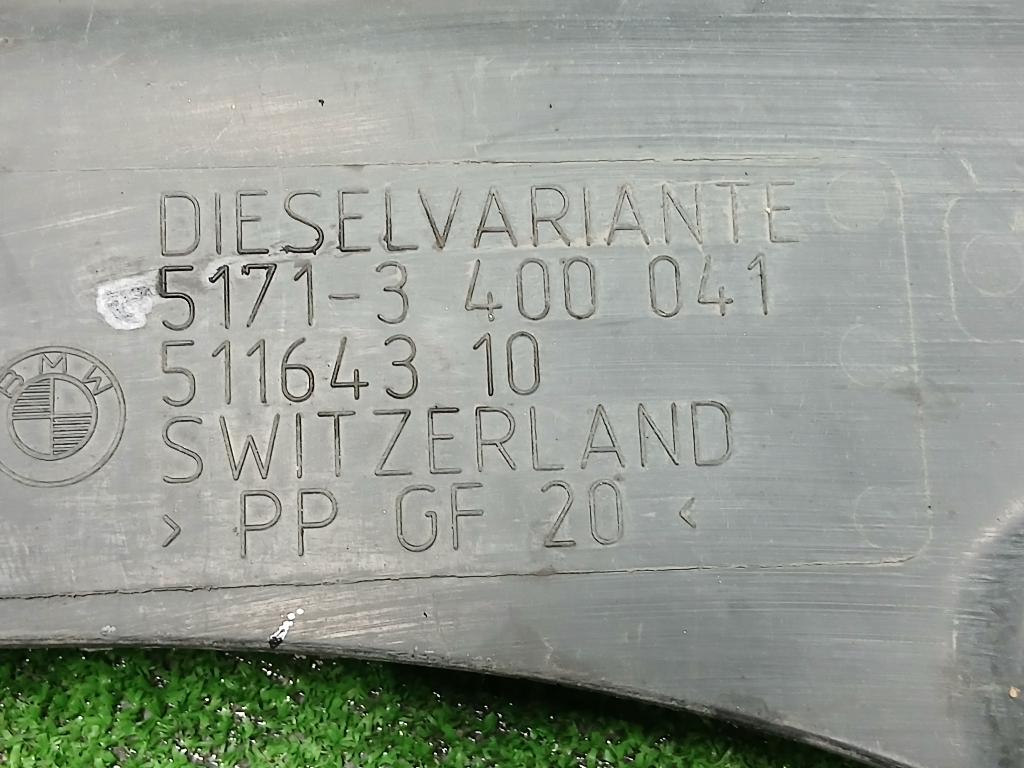 DIESELVARIANTE
5171-3 400 041
511643 10
BMW
SWITZERLAND
> PP GF 20 <